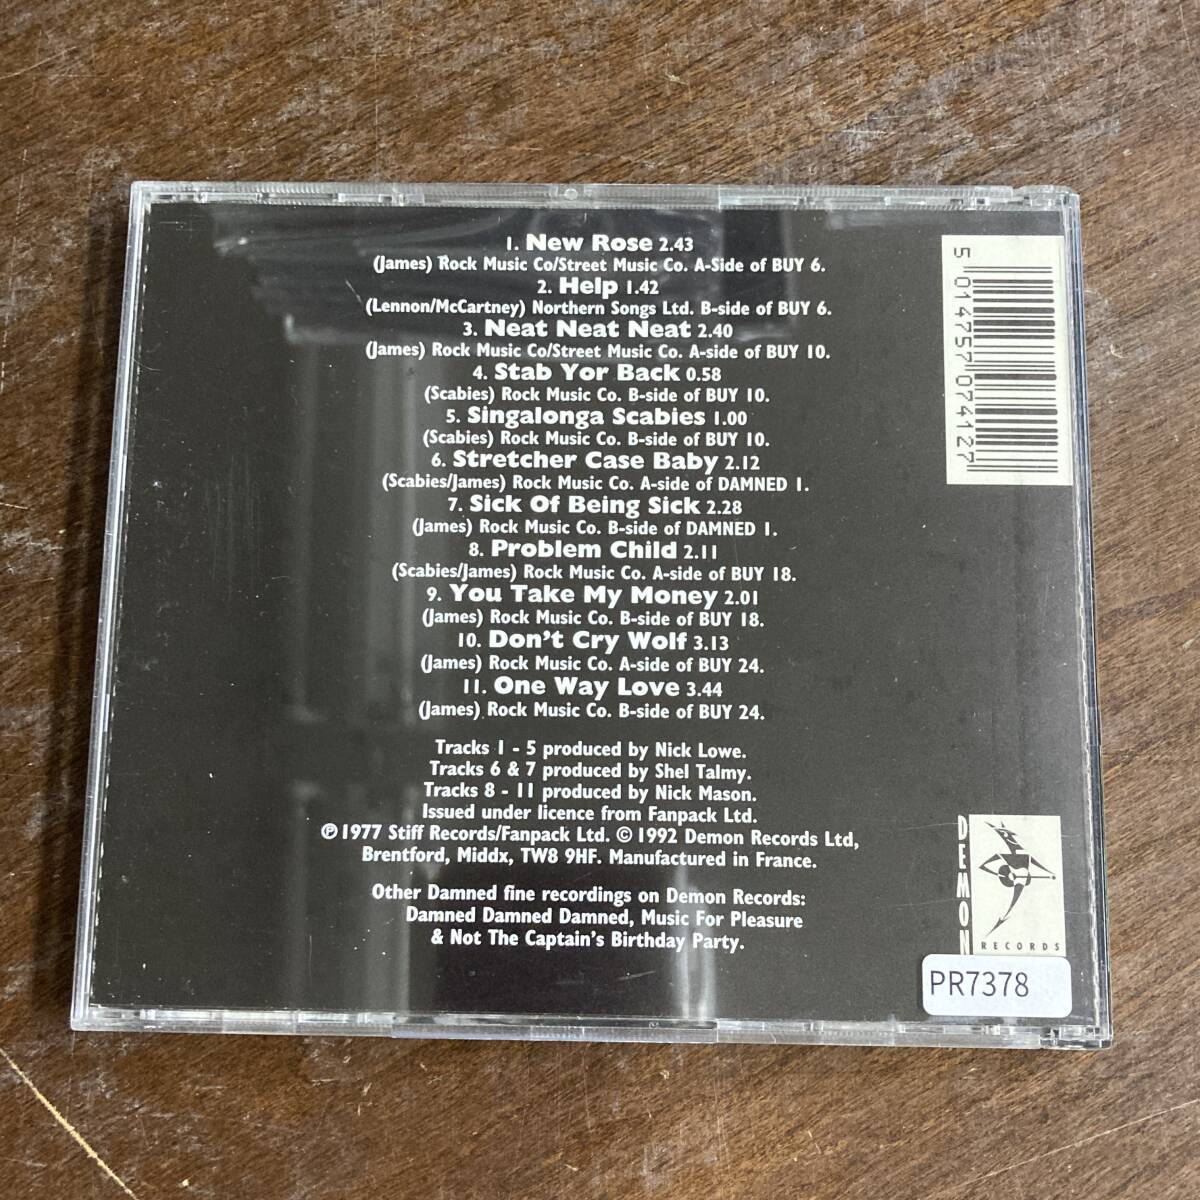 1. New Rose 2.43
(James) Rock Music Co/Street Music Co. A-Side of BUY 6.
2. Help 1.42
(Lennon/McCartney) Northern Songs Ltd. B-side of BUY 6.
3. Neat Neat Neat 2.40
(James) Rock Music Co/Street Music Co. A-side of BUY 10.
4. Stab Yor Back 0.58
(Scabies) Rock Music Co. B-side of BUY 10.
5. Singalonga Scabies 1.00
(Scabies) Rock Music Co. B-side of BUY 10.
6. Stretcher Case Baby 2.12
(Scabies/James) Rock Music Co. A-side of DAMNED 1.
7. Sick Of Being Sick 2.28
(James) Rock Music Co. B-side of DAMNED 1.
8. Problem Child 2.11
(Scabies/James) Rock Music Co. A-side of BUY 18.
9. You Take My Money 2.01
(James) Rock Music Co. B-side of BUY 18.
10. Don't Cry Wolf 3.13
(James) Rock Music Co. A-side of BUY 24.
11. One Way Love 3.44
(James) Rock Music Co. B-side of BUY 24.
Tracks 1 - 5 produced by Nick Lowe.
Tracks 6 & 7 produced by Shel Talmy.
Tracks 8 - 11 produced by Nick Mason.
Issued under licence from Fanpack Ltd.
℗ 1977 Stiff Records/Fanpack Ltd. © 1992 Demon Records Ltd,
Brentford, Middx, TW8 9HF. Manufactured in France.
Other Damned fine recordings on Demon Records:
Damned Damned Damned, Music For Pleasure
& Not The Captain's Birthday Party.
5 014757 074127
DEMON
RECORDS
PR7378